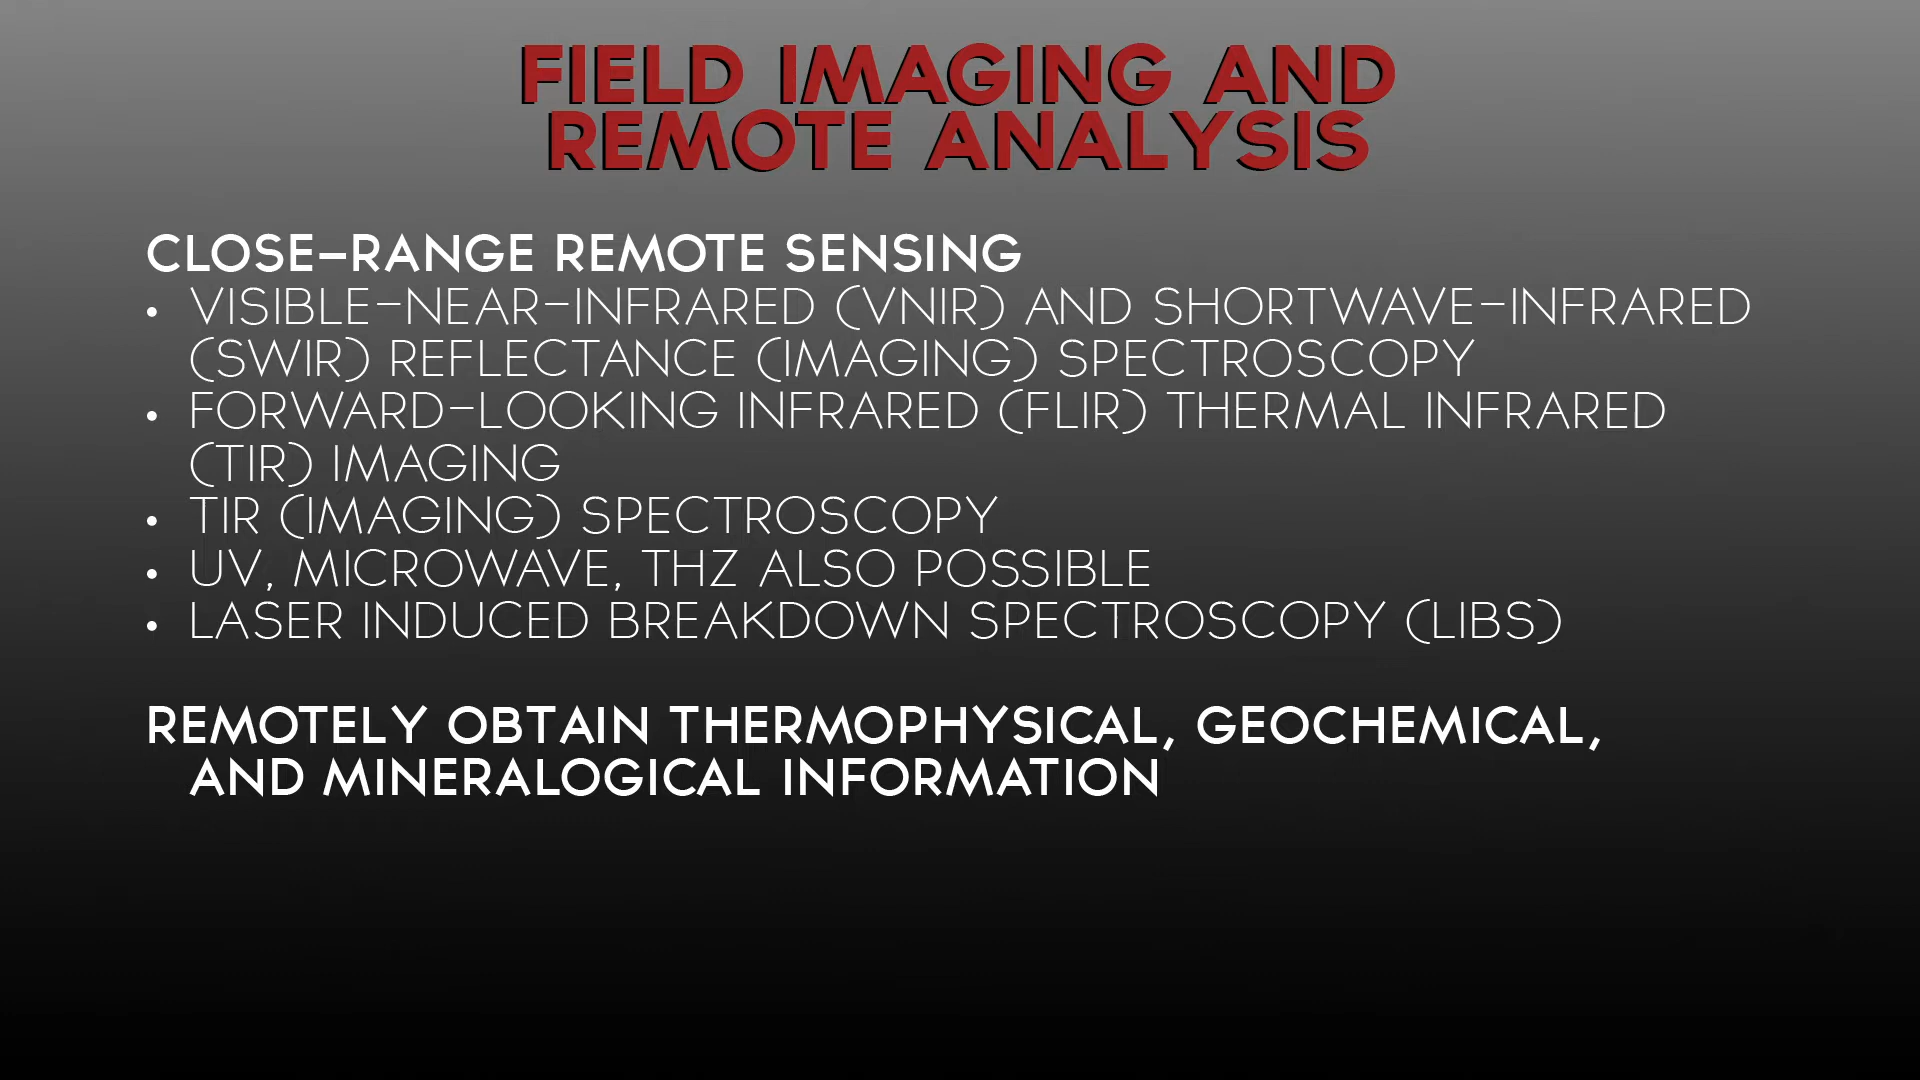 FIELD IMAGING AND
REMOTE ANALYSIS
CLOSE–RANGE REMOTE SENSING
• VISIBLE–NEAR–INFRARED (VNIR) AND SHORTWAVE–INFRARED
(SWIR) REFLECTANCE (IMAGING) SPECTROSCOPY
• FORWARD–LOOKING INFRARED (FLIR) THERMAL INFRARED
(TIR) IMAGING
• TIR (IMAGING) SPECTROSCOPY
• UV, MICROWAVE, THZ ALSO POSSIBLE
• LASER INDUCED BREAKDOWN SPECTROSCOPY (LIBS)
REMOTELY OBTAIN THERMOPHYSICAL, GEOCHEMICAL,
AND MINERALOGICAL INFORMATION